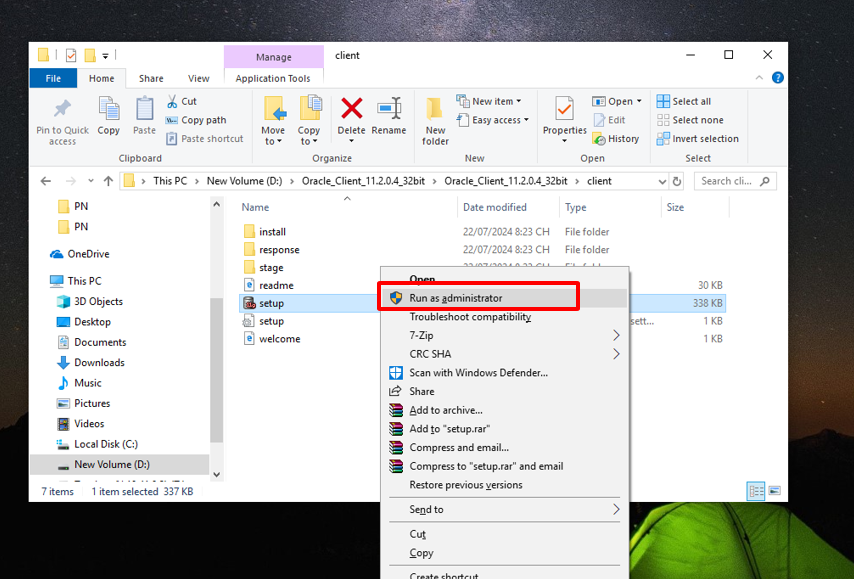 Manage
client
File
Home
Share
View
Application Tools
Pin to Quick access
Copy
Paste
Cut
Copy path
Paste shortcut
Move to
Copy to
Delete
Rename
New folder
New item
Easy access
Properties
Open
Edit
History
Select all
Select none
Invert selection
Clipboard
Organize
New
Open
Select
This PC > New Volume (D:) > Oracle_Client_11.2.0.4_32bit > Oracle_Client_11.2.0.4_32bit > client
Search cli...
PN
PN
OneDrive
This PC
3D Objects
Desktop
Documents
Downloads
Music
Pictures
Videos
Local Disk (C:)
New Volume (D:)
Name Date modified Type Size
install 22/07/2024 8:23 CH File folder
response 22/07/2024 8:23 CH File folder
stage
readme 30 KB
setup 338 KB
setup sett... 1 KB
welcome 1 KB
Open
Run as administrator
Troubleshoot compatibility
7-Zip
CRC SHA
Scan with Windows Defender...
Share
Add to archive...
Add to "setup.rar"
Compress and email...
Compress to "setup.rar" and email
Restore previous versions
Send to
Cut
Copy
Create shortcut
7 items 1 item selected 337 KB